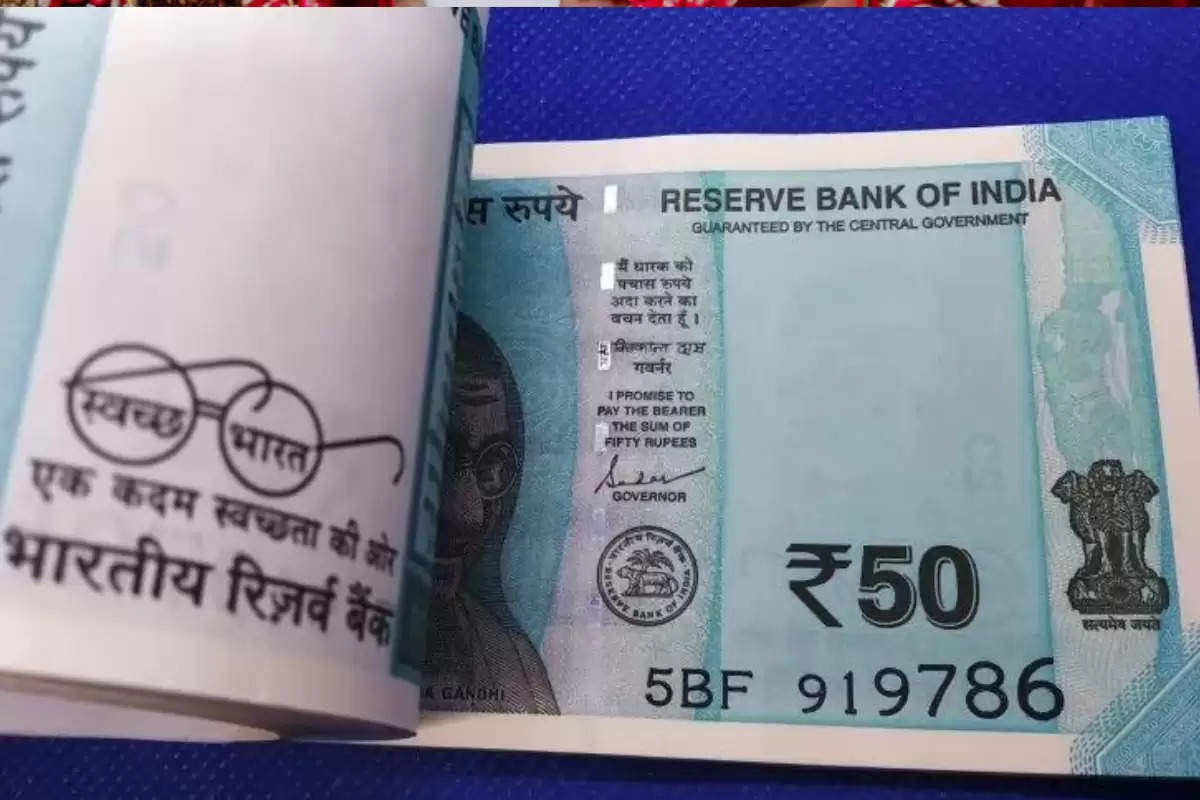 रुपये
स्वच्छ
भारत
एक कदम स्वच्छता की ओर
भारतीय रिज़र्व बैंक
रुपये
RESERVE BANK OF INDIA
GUARANTEED BY THE CENTRAL GOVERNMENT
मैं धारक को
पचास रुपये
अदा करने का
वचन देता हूँ ।
गवर्नर
I PROMISE TO
PAY THE BEARER
THE SUM OF
FIFTY RUPEES
GOVERNOR
भारतीय रिज़र्व बैंक
RESERVE BANK OF INDIA
₹50
सत्यमेव जयते
GANDHI
5BF 919786